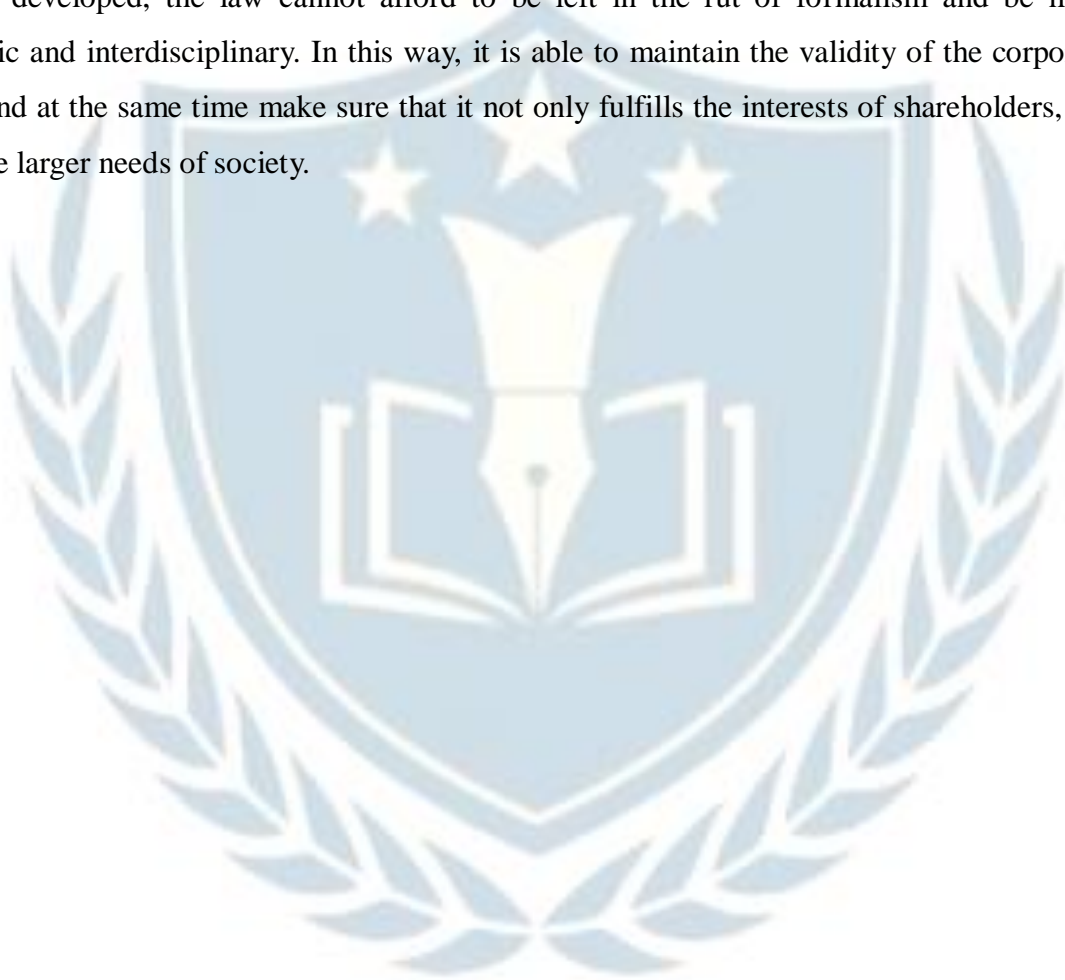 developed, the law cannot afford to be left in the rut of formalism and be
ic and interdisciplinary. In this way, it is able to maintain the validity of the corpo
nd at the same time make sure that it not only fulfills the interests of shareholders,
e larger needs of society.